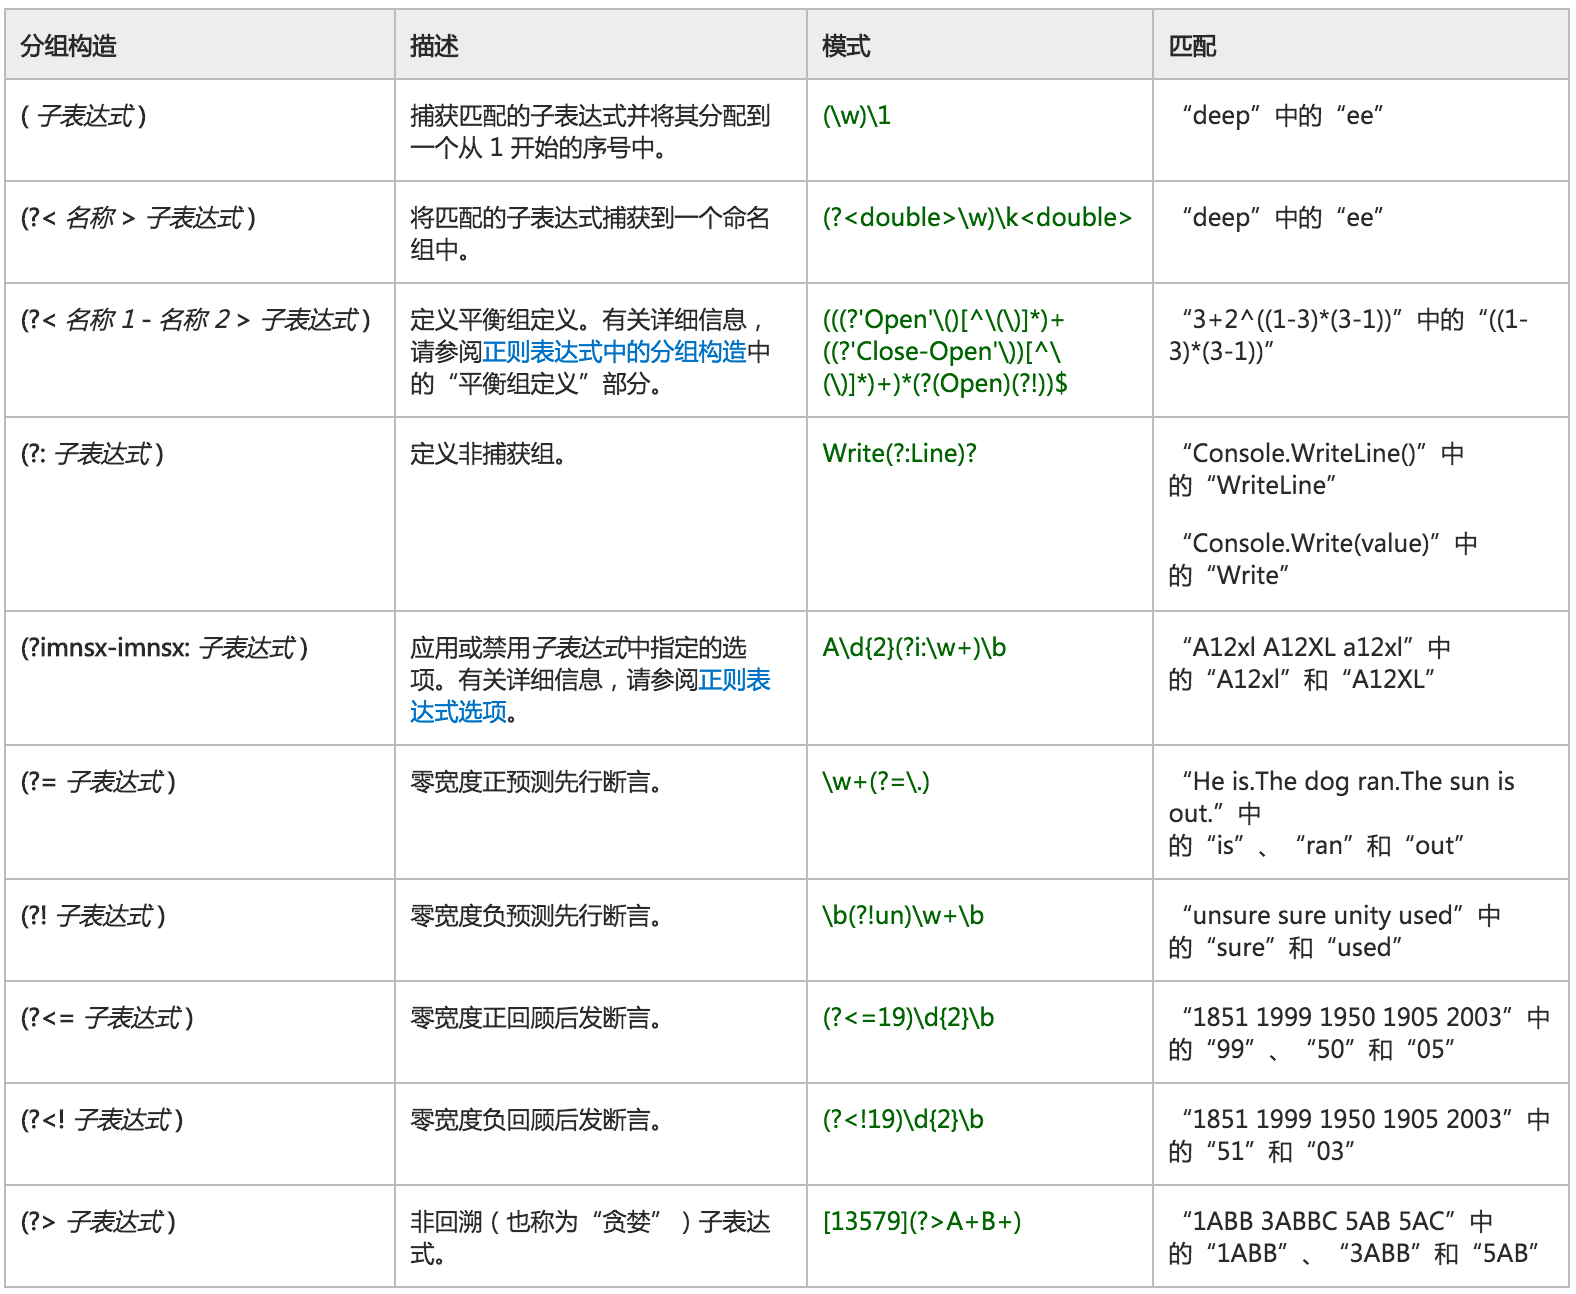 分组构造 描述 模式 匹配
( 子表达式 )
捕获匹配的子表达式并将其分配到
一个从 1 开始的序号中。
(\w)\1
“deep”中的“ee”
(?< 名称 > 子表达式 )
将匹配的子表达式捕获到一个命名
组中。
(?<double>\w)\k<double>
“deep”中的“ee”
(?< 名称 1 - 名称 2 > 子表达式 )
定义平衡组定义。有关详细信息，
请参阅正则表达式中的分组构造中
的“平衡组定义”部分。
(((?'Open'\()[^\(\)]*)+
((?'Close-Open'\))[^\
(\)]*)+)*(?(Open)(?!))$
“3+2^((1-3)*(3-1))”中的“((1-
3)*(3-1))”
(?: 子表达式 )
定义非捕获组。
Write(?:Line)?
“Console.WriteLine()”中
的“WriteLine”
“Console.Write(value)”中
的“Write”
(?imnsx-imnsx: 子表达式 )
应用或禁用子表达式中指定的选
项。有关详细信息，请参阅正则表
达式选项。
A\d{2}(?i:\w+)\b
“A12xl A12XL a12xl”中
的“A12xl”和“A12XL”
(?= 子表达式 )
零宽度正预测先行断言。
\w+(?=\.)
“He is.The dog ran.The sun is
out.”中
的“is”、“ran”和“out”
(?! 子表达式 )
零宽度负预测先行断言。
\b(?!un)\w+\b
“unsure sure unity used”中
的“sure”和“used”
(?<= 子表达式 )
零宽度正回顾后发断言。
(?<=19)\d{2}\b
“1851 1999 1950 1905 2003”中
的“99”、“50”和“05”
(?<! 子表达式 )
零宽度负回顾后发断言。
(?<!19)\d{2}\b
“1851 1999 1950 1905 2003”中
的“51”和“03”
(?> 子表达式 )
非回溯（也称为“贪婪”）子表达
式。
[13579](?>A+B+)
“1ABB 3ABBC 5AB 5AC”中
的“1ABB”、“3ABB”和“5AB”